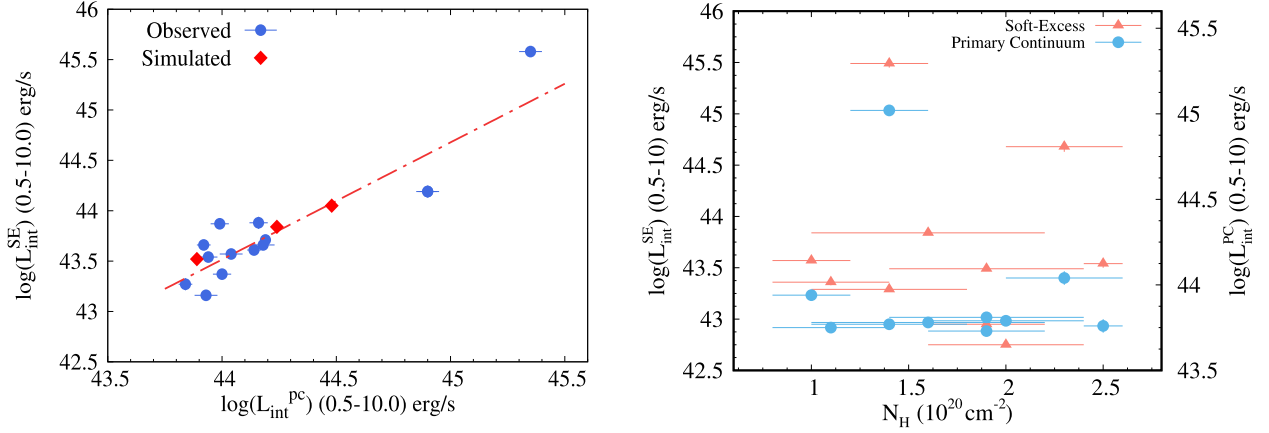 46
45.5
45
44.5
44
43.5
43
42.5
43.5 44 44.5 45 45.5
log(L_int^SE) (0.5-10.0) erg/s
log(L_int^pc) (0.5-10.0) erg/s
Observed
Simulated
46
45.5
45
44.5
44
43.5
43
42.5
1 1.5 2 2.5
log(L_int^SE) (0.5-10) erg/s
N_H (10^20 cm^-2)
Soft-Excess
Primary Continuum
45.5
45
44.5
44
43.5
log(L_int^PC) (0.5-10) erg/s